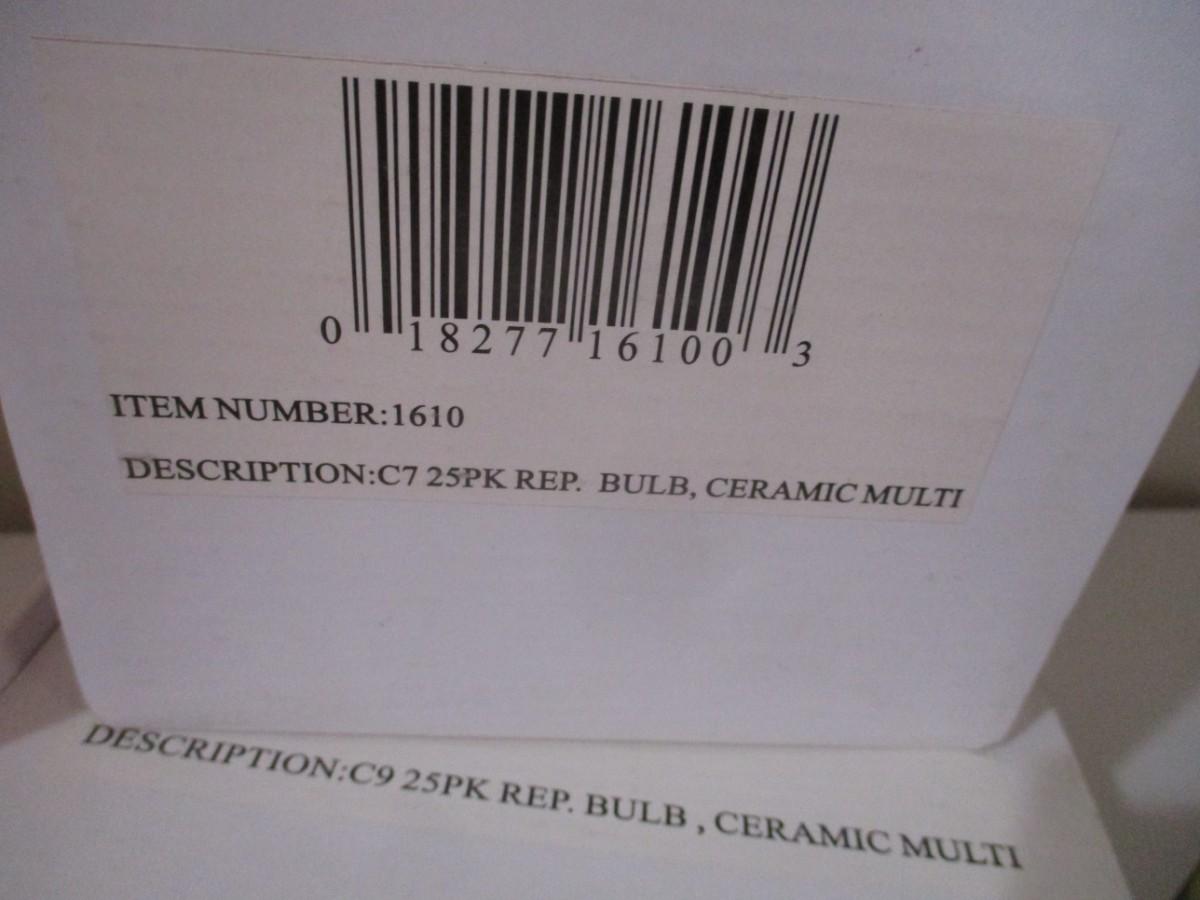 0 18277 16100 3
ITEM NUMBER:1610
DESCRIPTION:C7 25PK REP. BULB, CERAMIC MULTI
DESCRIPTION:C9 25PK REP. BULB , CERAMIC MULTI